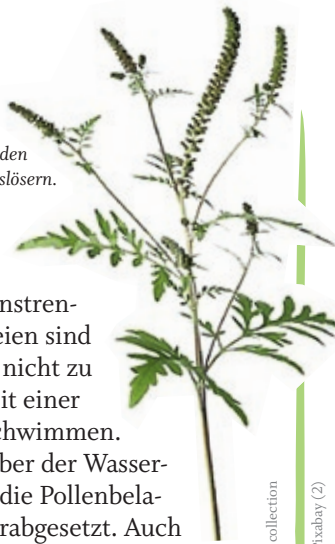 den
slösern.
nstren-
eien sind
nicht zu
it einer
chwimmen.
ber der Wasser-
die Pollenbela-
rabgesetzt. Auch
collection
ixabay (2)